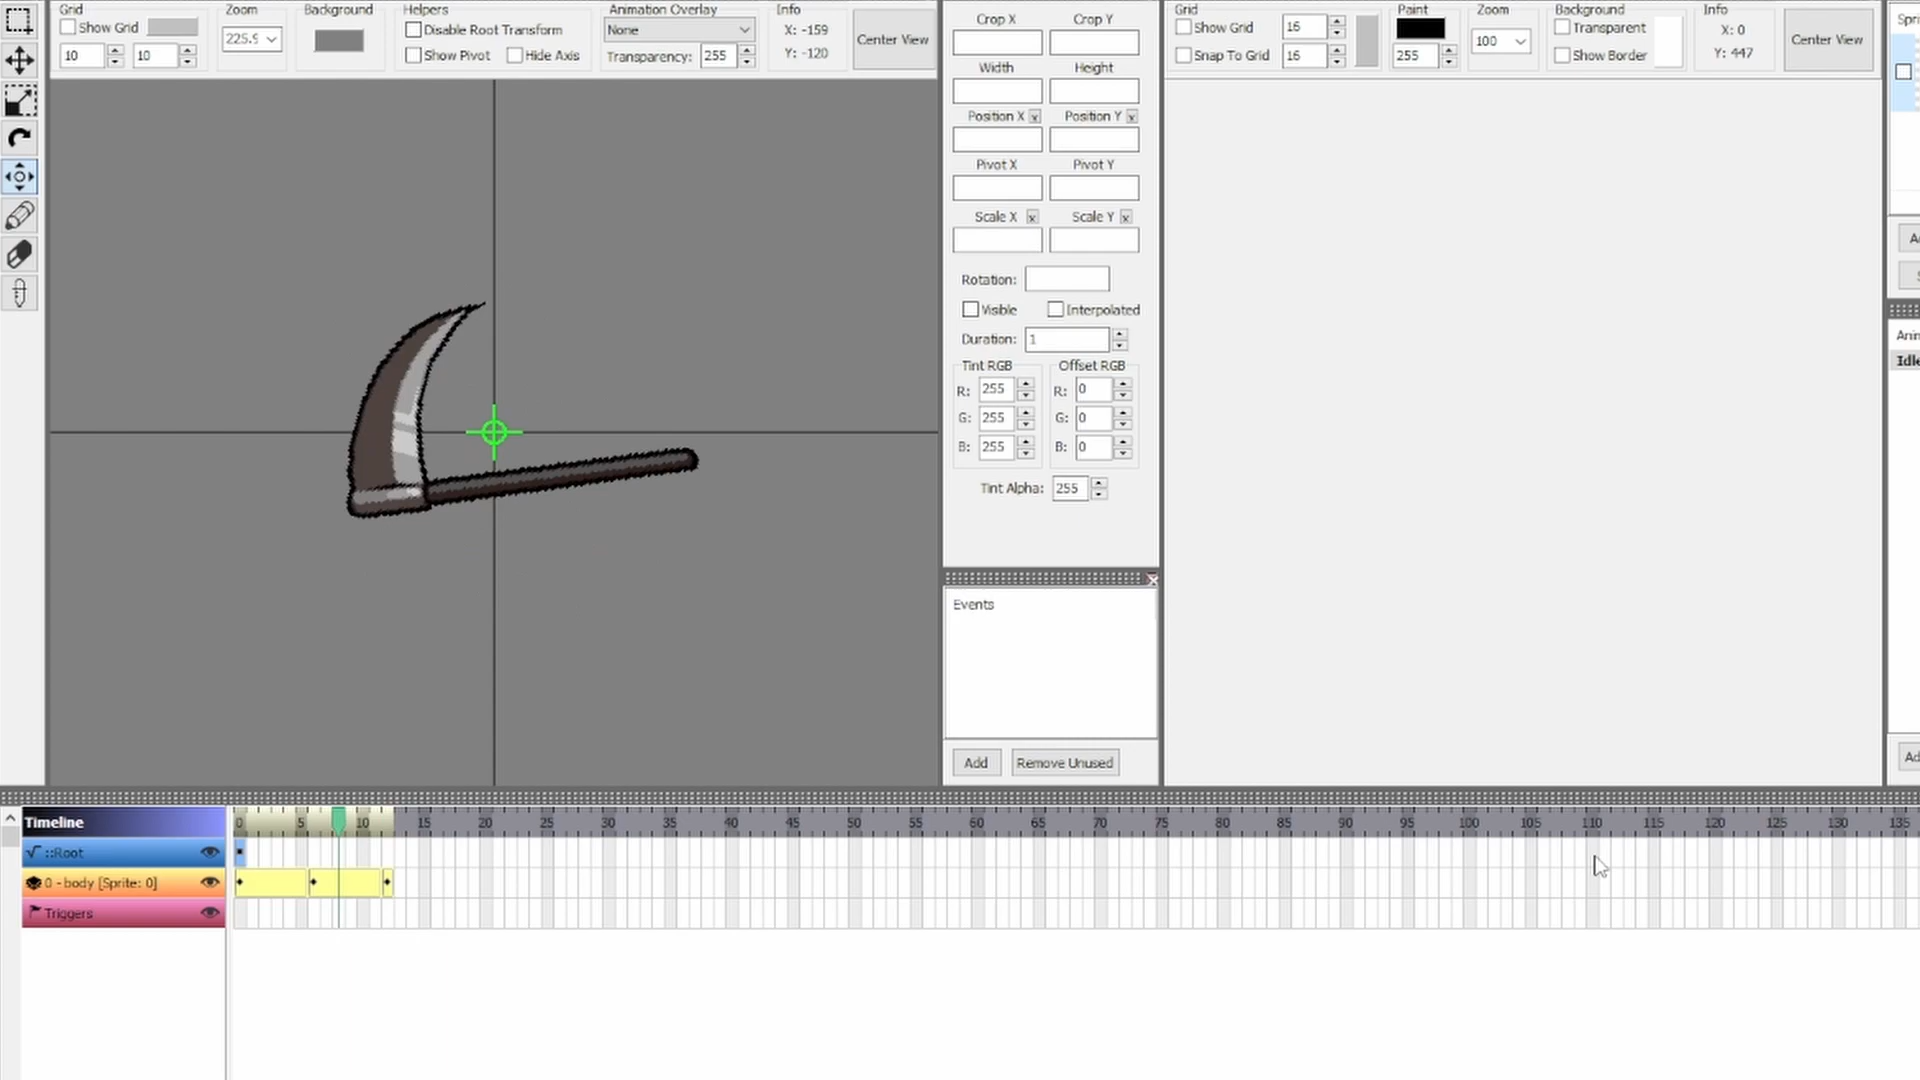 Grid
Zoom
Background
Helpers
Animation Overlay
Info
Show Grid
225.9
Disable Root Transform
None
X: -159
Center View
10
10
Show Pivot
Hide Axis
Transparency: 255
Y: -120
Crop X
Crop Y
Width
Height
Position X x
Position Y x
Pivot X
Pivot Y
Scale X x
Scale Y x
Rotation:
Visible
Interpolated
Duration: 1
Tint RGB
Offset RGB
R: 255
R: 0
G: 255
G: 0
B: 255
B: 0
Tint Alpha: 255
Events
Add
Remove Unused
Grid
Paint
Zoom
Background
Info
Show Grid
16
Transparent
X: 0
Center View
100
Snap To Grid
16
255
Show Border
Y: 447
Spri
Anin
Idle
Ad
Timeline
0 5 10 15 20 25 30 35 40 45 50 55 60 65 70 75 80 85 90 95 100 105 110 115 120 125 130 135
::Root
0 - body [Sprite: 0]
Triggers